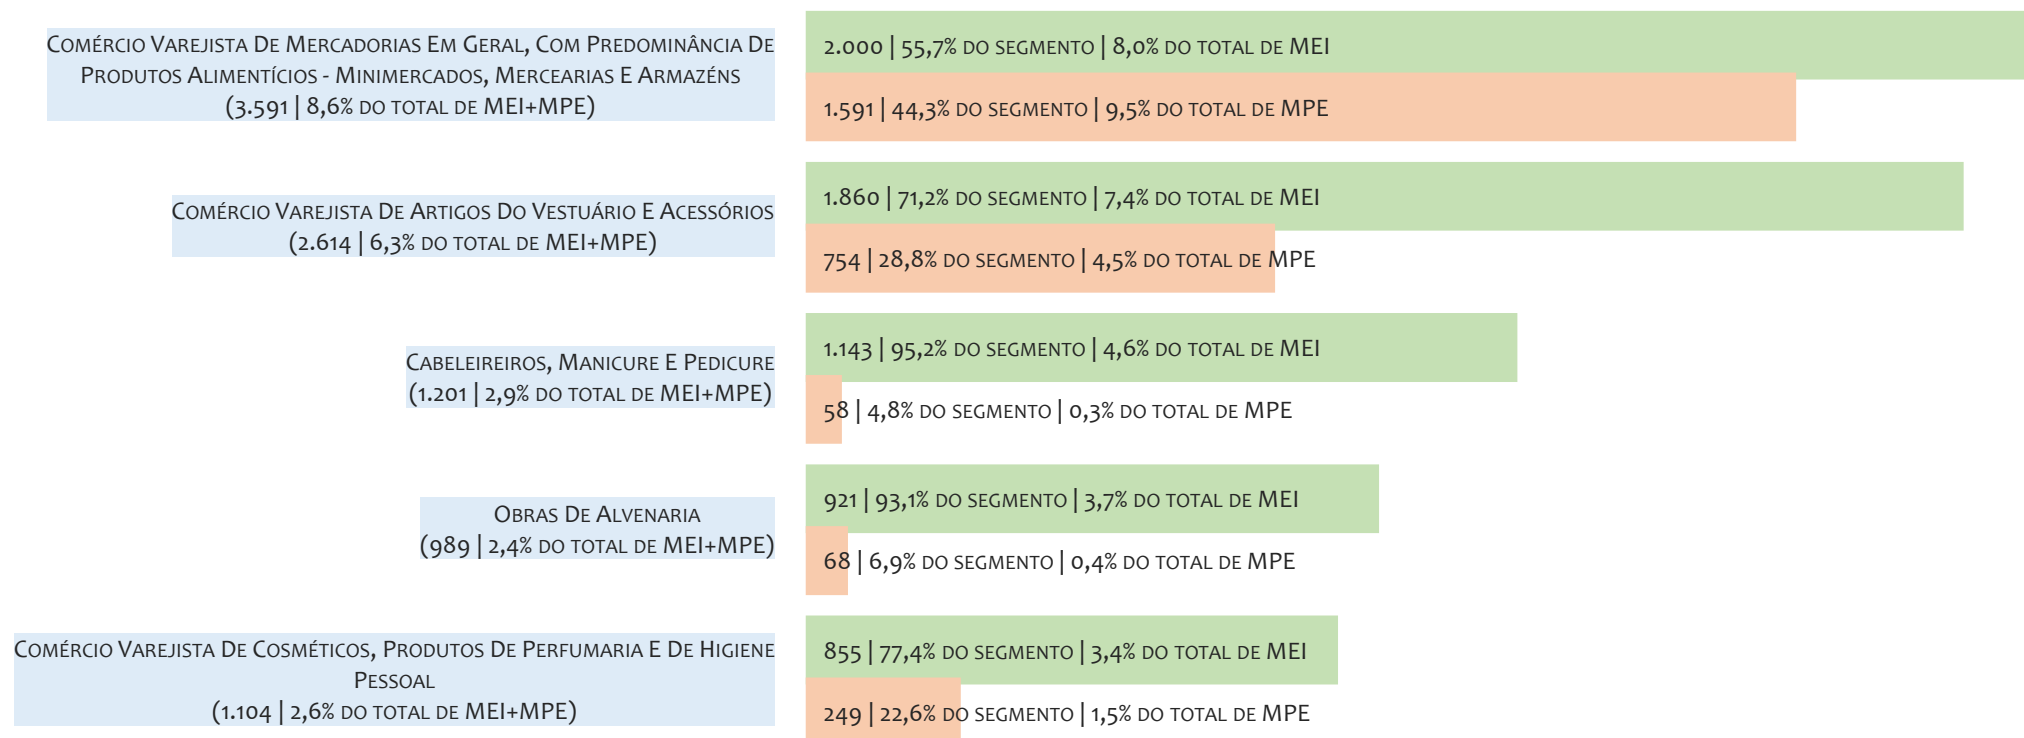 Comércio Varejista De Mercadorias Em Geral, Com Predominância De
Produtos Alimentícios - Minimercados, Mercearias E Armazéns
(3.591 | 8,6% do total de MEI+MPE)
2.000 | 55,7% do segmento | 8,0% do total de MEI
1.591 | 44,3% do segmento | 9,5% do total de MPE
Comércio Varejista De Artigos Do Vestuário E Acessórios
(2.614 | 6,3% do total de MEI+MPE)
1.860 | 71,2% do segmento | 7,4% do total de MEI
754 | 28,8% do segmento | 4,5% do total de MPE
Cabeleireiros, Manicure E Pedicure
(1.201 | 2,9% do total de MEI+MPE)
1.143 | 95,2% do segmento | 4,6% do total de MEI
58 | 4,8% do segmento | 0,3% do total de MPE
Obras De Alvenaria
(989 | 2,4% do total de MEI+MPE)
921 | 93,1% do segmento | 3,7% do total de MEI
68 | 6,9% do segmento | 0,4% do total de MPE
Comércio Varejista De Cosméticos, Produtos De Perfumaria E De Higiene
Pessoal
(1.104 | 2,6% do total de MEI+MPE)
855 | 77,4% do segmento | 3,4% do total de MEI
249 | 22,6% do segmento | 1,5% do total de MPE